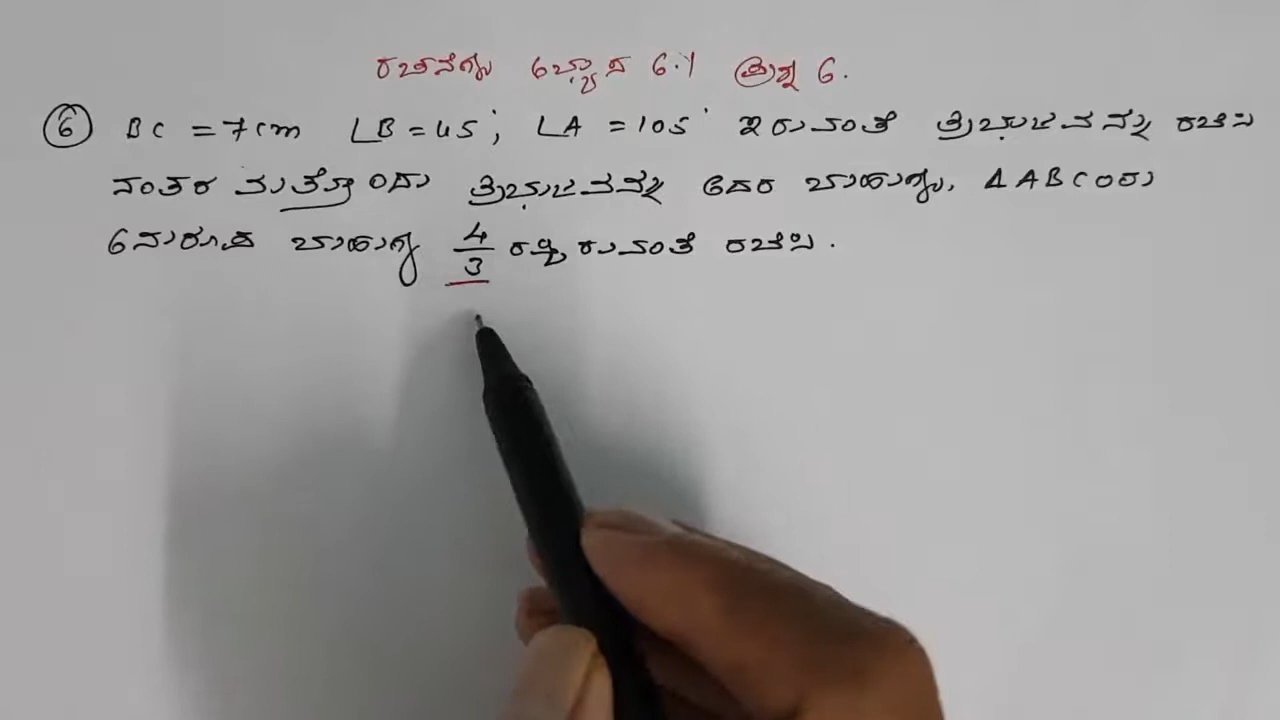 ರಚನೆಗಳು ಅಭ್ಯಾಸ 6.1 ಪ್ರಶ್ನೆ 6.
⑥ BC = 7cm ∠B = 45°, ∠A = 105° ಇರುವಂತೆ ತ್ರಿಭುಜವನ್ನು ರಚಿಸಿ
ನಂತರ ಮತ್ತೊಂದು ತ್ರಿಭುಜವನ್ನು ಅದರ ಬಾಹುಗಳು, ΔABCಯ
ಅನುರೂಪ ಬಾಹುಗಳ 4/3 ರಷ್ಟಿರುವಂತೆ ರಚಿಸಿ.